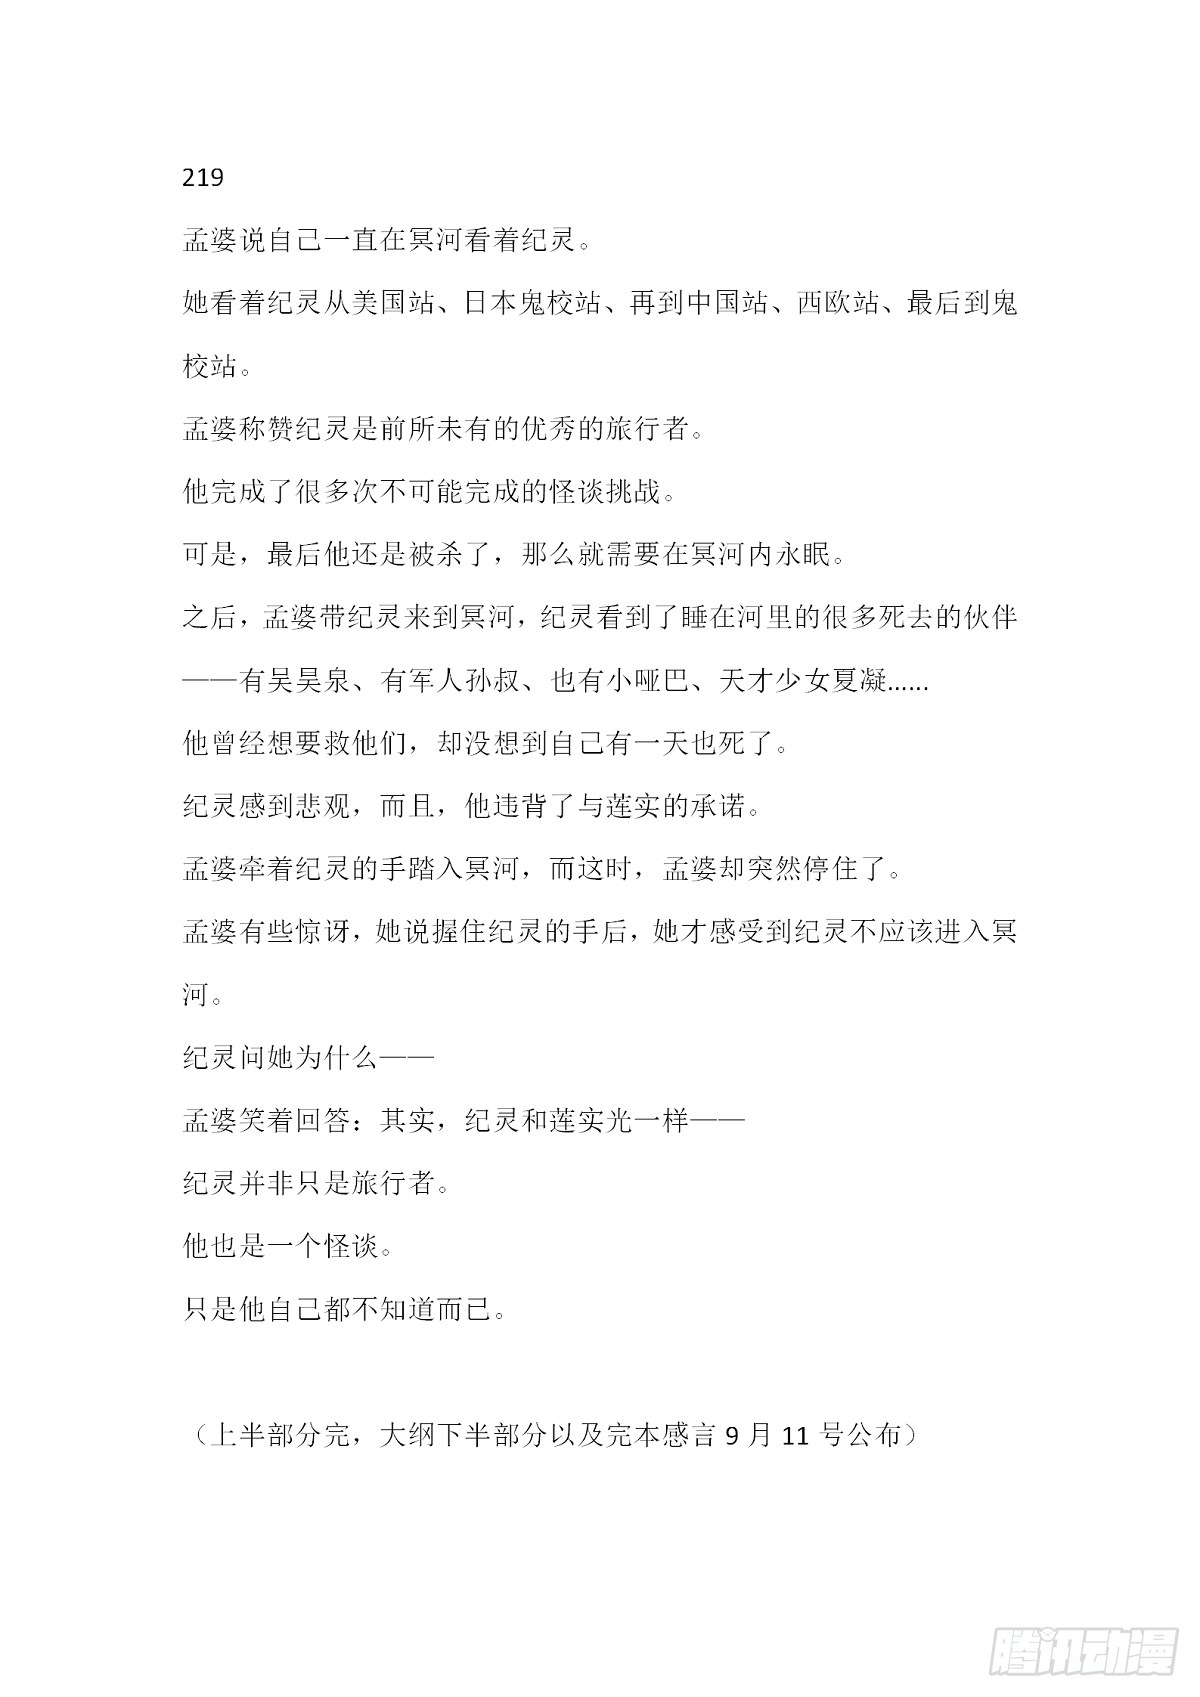 219
孟婆说自己一直在冥河看着纪灵。
她看着纪灵从美国站、日本鬼校站、再到中国站、西欧站、最后到鬼
校站。
孟婆称赞纪灵是前所未有的优秀的旅行者。
他完成了很多次不可能完成的怪谈挑战。
可是，最后他还是被杀了，那么就需要在冥河内永眠。
之后，孟婆带纪灵来到冥河，纪灵看到了睡在河里的很多死去的伙伴
——有吴昊泉、有军人孙叔、也有小哑巴、天才少女夏凝……
他曾经想要救他们，却没想到自己有一天也死了。
纪灵感到悲观，而且，他违背了与莲实的承诺。
孟婆牵着纪灵的手踏入冥河，而这时，孟婆却突然停住了。
孟婆有些惊讶，她说握住纪灵的手后，她才感受到纪灵不应该进入冥
河。
纪灵问她为什么——
孟婆笑着回答：其实，纪灵和莲实光一样——
纪灵并非只是旅行者。
他也是一个怪谈。
只是他自己都不知道而已。
（上半部分完，大纲下半部分以及完本感言 9 月 11 号公布）
腾讯动漫